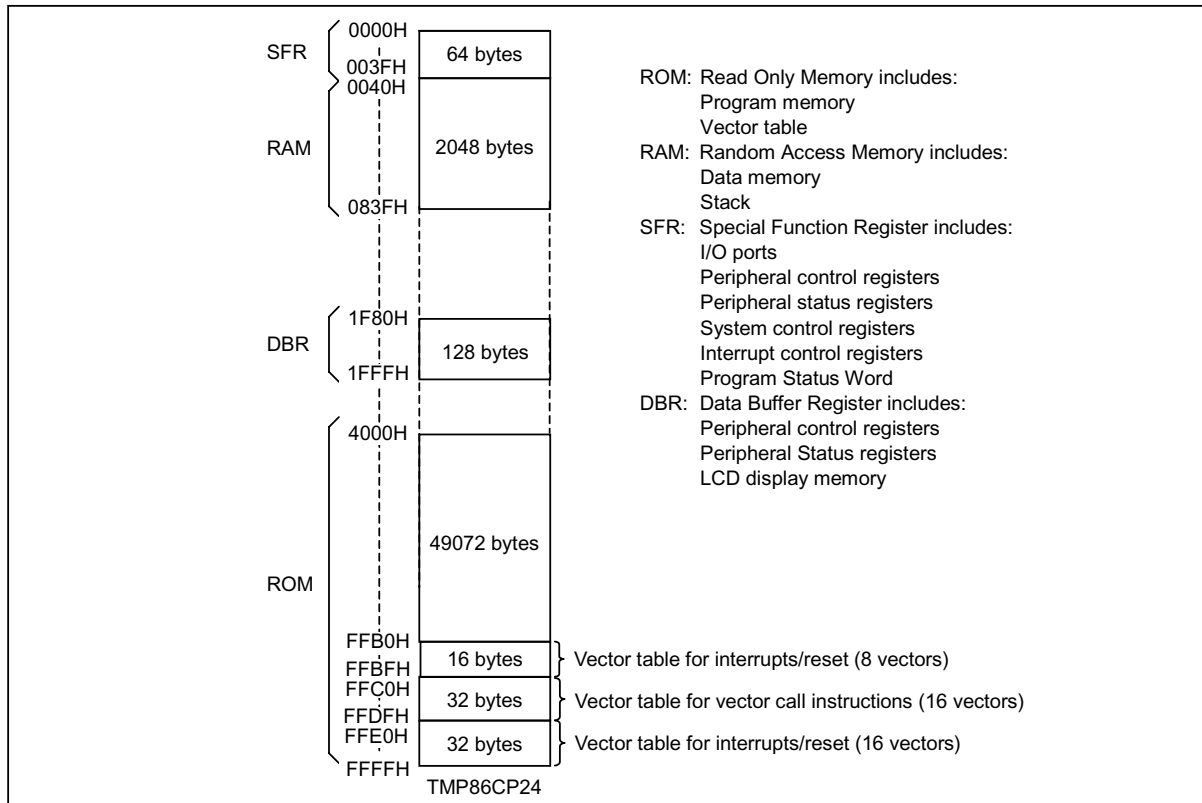 0000H
SFR
64 bytes
003FH
0040H
RAM
2048 bytes
083FH
1F80H
DBR
128 bytes
1FFFH
4000H
49072 bytes
ROM
FFB0H
16 bytes
Vector table for interrupts/reset (8 vectors)
FFBFH
FFC0H
32 bytes
Vector table for vector call instructions (16 vectors)
FFDFH
FFE0H
32 bytes
Vector table for interrupts/reset (16 vectors)
FFFFH
TMP86CP24
ROM: Read Only Memory includes:
Program memory
Vector table
RAM: Random Access Memory includes:
Data memory
Stack
SFR: Special Function Register includes:
I/O ports
Peripheral control registers
Peripheral status registers
System control registers
Interrupt control registers
Program Status Word
DBR: Data Buffer Register includes:
Peripheral control registers
Peripheral Status registers
LCD display memory